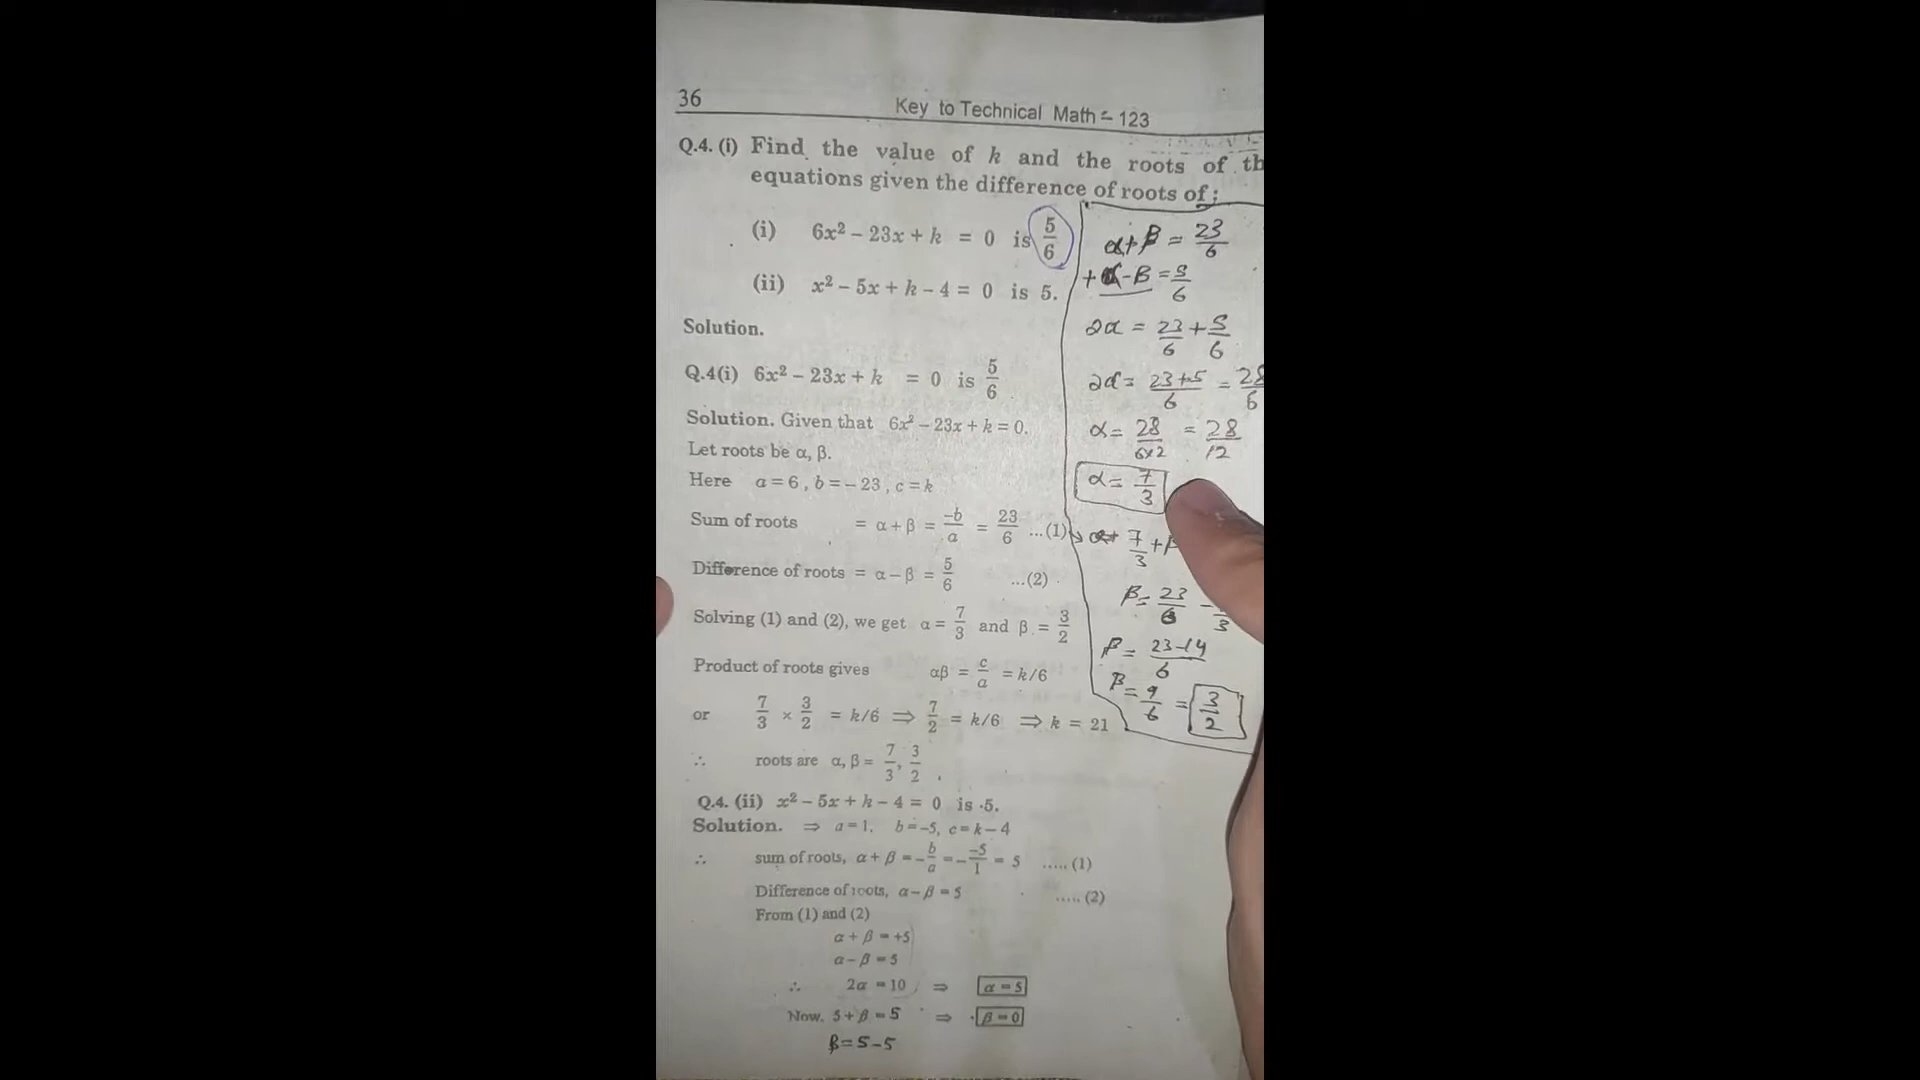 36
Key to Technical Math - 123
Q.4. (i) Find the value of k and the roots of th
equations given the difference of roots of ;
(i) 6x² – 23x + k = 0 is 5/6
(ii) x² – 5x + k – 4 = 0 is 5.
Solution.
Q.4(i) 6x² – 23x + k = 0 is 5/6
Solution. Given that 6x² – 23x + k = 0.
Let roots be α, β.
Here a = 6 , b = – 23 , c = k
Sum of roots = α + β = -b/a = 23/6 ...(1)
Difference of roots = α – β = 5/6 ...(2)
Solving (1) and (2), we get α = 7/3 and β = 3/2
Product of roots gives αβ = c/a = k/6
or 7/3 × 3/2 = k/6 ⇒ 7/2 = k/6 ⇒ k = 21
∴ roots are α, β = 7/3, 3/2
Q.4. (ii) x² – 5x + k – 4 = 0 is 5.
Solution. ⇒ a = 1, b = –5, c = k – 4
∴ sum of roots, α + β = – b/a = – –5/1 = 5 ..... (1)
Difference of roots, α – β = 5 ..... (2)
From (1) and (2)
α + β = +5
α – β = 5
∴ 2α = 10 ⇒ α = 5
Now, 5 + β = 5 ⇒ β = 0
β = 5 - 5
α + β = 23/6
+ α - β = 5/6
2α = 23/6 + 5/6
2α = 23+5/6 = 28/6
α = 28/6x2 = 28/12
α = 7/3
7/3 + β
β = 23/6 - /3
β = 23-14/6
β = 9/6 = 3/2